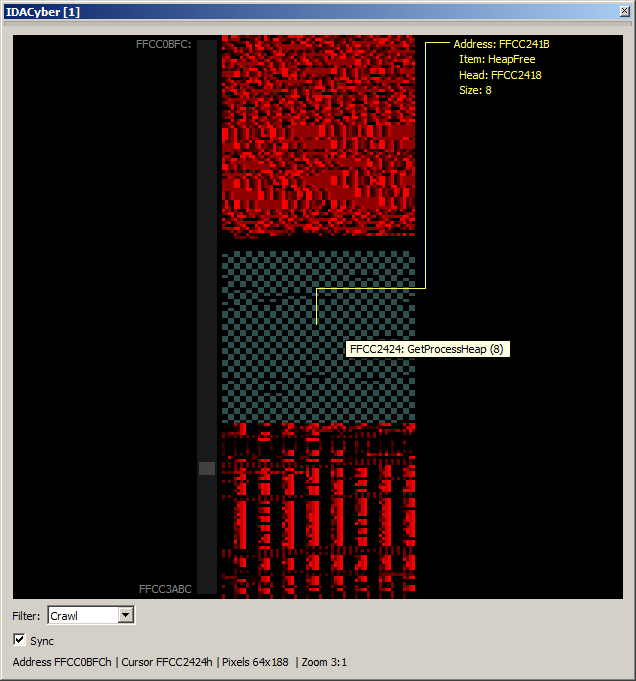 IDACyber [1]
FFCC0BFC:
Address: FFCC241B
Item: HeapFree
Head: FFCC2418
Size: 8
FFCC2424: GetProcessHeap (8)
FFCC3ABC
Filter: Crawl
Sync
Address FFCC0BFCh | Cursor FFCC2424h | Pixels 64x188 | Zoom 3:1